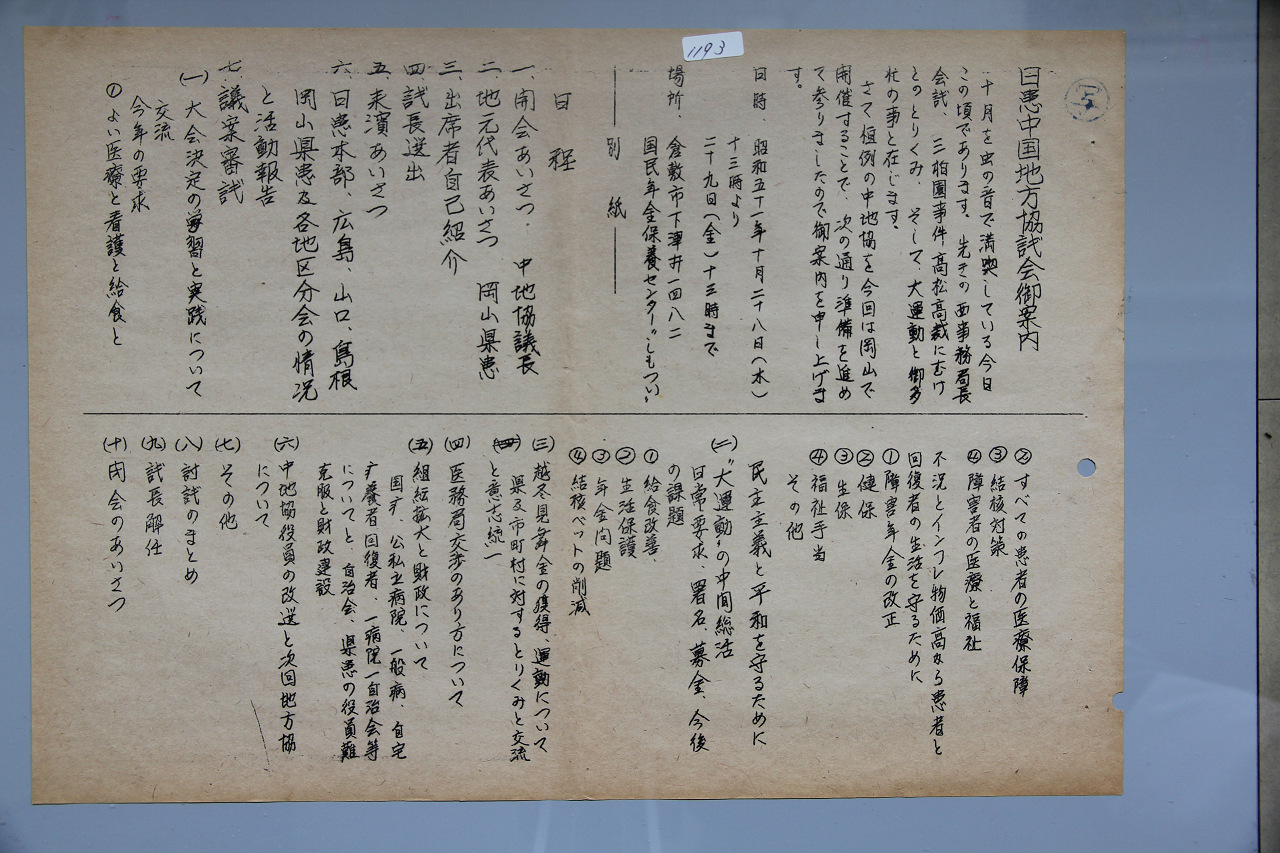 1193
日患中国地方協試会御案内
十月を虫の音で満喫している今日
この頃であります。先きの西事務局長
会試、三柏園事件高松高裁にむけ
とのとりくみ、そして、大運動と御多
忙の事と在じます。
さて恒例の中地協を今回は岡山で
開催することで、次の通り準備を進め
て参りましたので御案内を申し上げま
す。
日時、昭和五十一年十月二十八日(木)
十三時より
二十九日(金)十三時まで
場所、倉敷市下津井一四八二
国民年金保養センター〝しもつい〟
別紙
日程
一、開会あいさつ、中地協議長
二、地元代表あいさつ 岡山県患
三、出席者自己紹介
四、試長選出
五、来濱あいさつ
六、日患本部、広島、山口、島根
岡山県患及各地区分会の情況
と活動報告
七、議案審試
(一)大会決定の学習と実践について
交流
今年の要求
①よい医療と看護と給食と
②すべての患者の医療保障
③結核対策
④障害者の医療と福祉
不況とインフレ物価高から患者と
回復者の生活を守るために
①障害年金の改正
②健保
③生保
④福祉手当
その他
民主主義と平和を守るために
(二)〝大運動〟の中间総活
日常要求、署名、募金、今後
の課題
①給食改善、
②生活保護
③年金问題
④結核ベットの削減
(三)越冬見舞金の獲得、運動について
県及市町村に対するとりくみと交流
と意志統一
(四)医務局交渉のあり方について
(五)組紜拡大と財政について
国疗、公私立病院、一般病、自宅
疗養者回復者、一病院一自治会等
についてと、自治会、県患の役員難
克服と財政建設
(六)中地協役員の改選と次回地方協
について
(七)その他
(八)討試のまとめ
(九)試長解任
(十)闭会のあいさつ